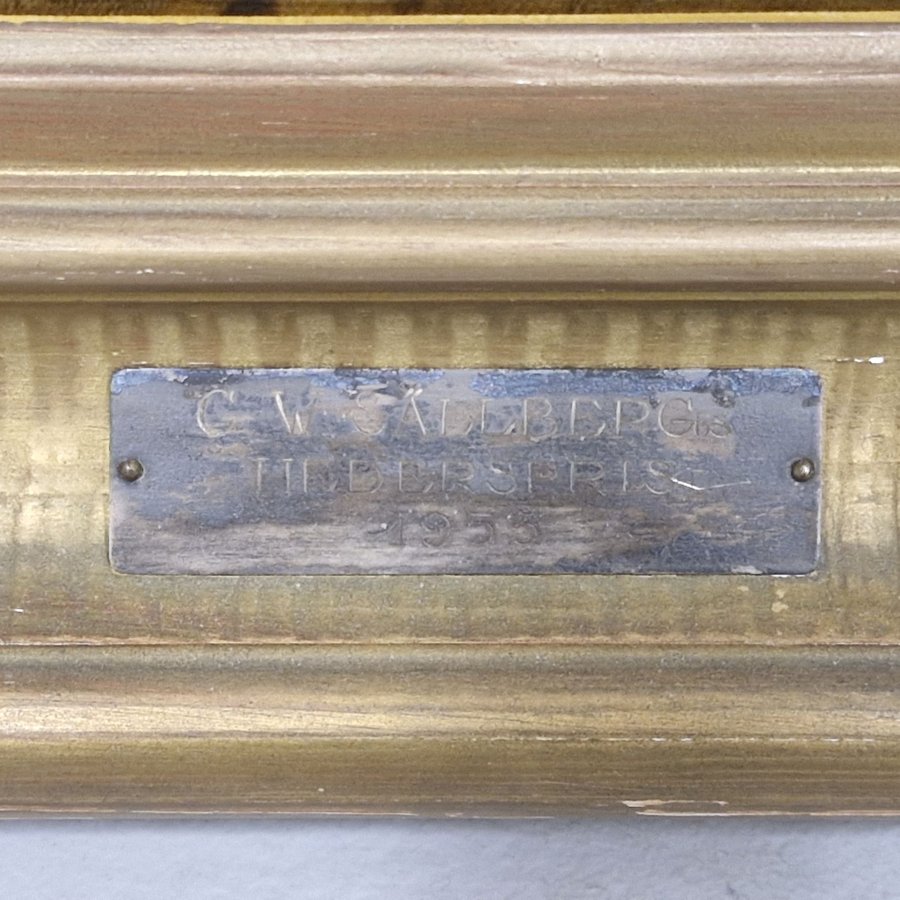 C W SÄLLBERGS
HEDERSPRIS
1953